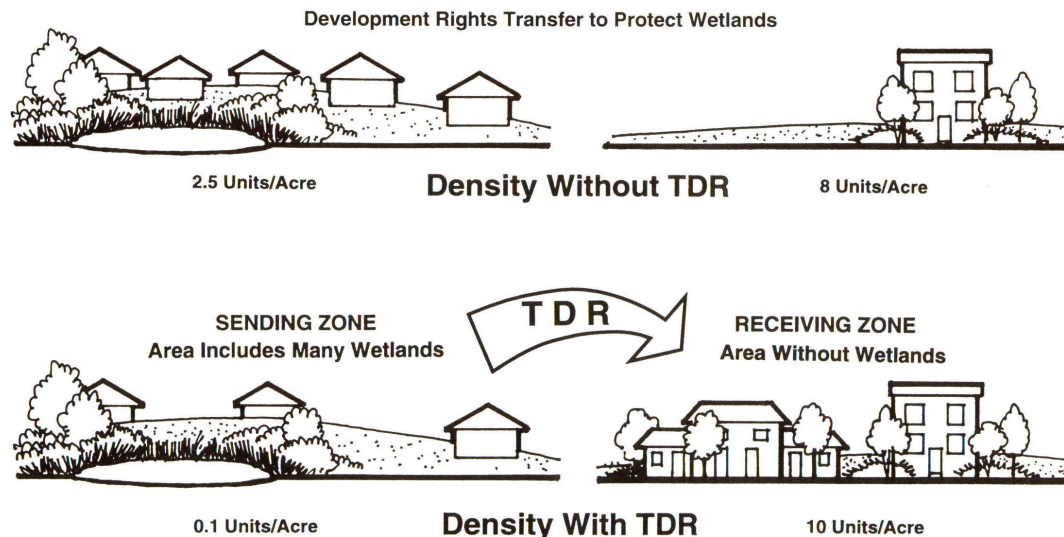 Development Rights Transfer to Protect Wetlands
2.5 Units/Acre
Density Without TDR
8 Units/Acre
TDR
SENDING ZONE
Area Includes Many Wetlands
RECEIVING ZONE
Area Without Wetlands
0.1 Units/Acre
Density With TDR
10 Units/Acre